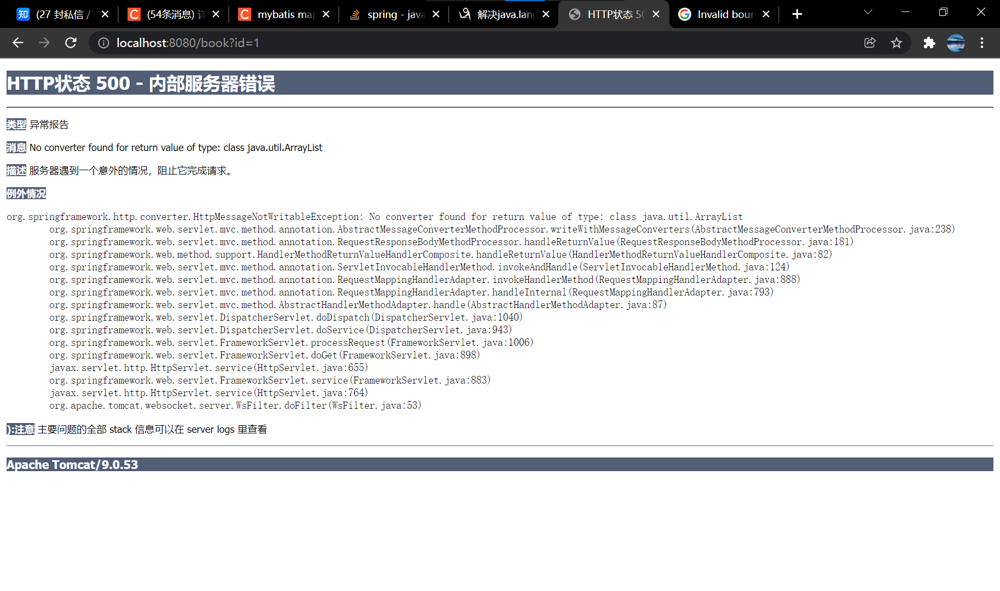 (27 封私信 /
(54条消息) 详
mybatis ma
spring - java
解决java.lang
HTTP状态 50
Invalid boun
localhost:8080/book?id=1
HTTP状态 500 - 内部服务器错误
类型 异常报告
消息 No converter found for return value of type: class java.util.ArrayList
描述 服务器遇到一个意外的情况，阻止它完成请求。
例外情况
org.springframework.http.converter.HttpMessageNotWritableException: No converter found for return value of type: class java.util.ArrayList
org.springframework.web.servlet.mvc.method.annotation.AbstractMessageConverterMethodProcessor.writeWithMessageConverters(AbstractMessageConverterMethodProcessor.java:238)
org.springframework.web.servlet.mvc.method.annotation.RequestResponseBodyMethodProcessor.handleReturnValue(RequestResponseBodyMethodProcessor.java:181)
org.springframework.web.method.support.HandlerMethodReturnValueHandlerComposite.handleReturnValue(HandlerMethodReturnValueHandlerComposite.java:82)
org.springframework.web.servlet.mvc.method.annotation.ServletInvocableHandlerMethod.invokeAndHandle(ServletInvocableHandlerMethod.java:124)
org.springframework.web.servlet.mvc.method.annotation.RequestMappingHandlerAdapter.invokeHandlerMethod(RequestMappingHandlerAdapter.java:888)
org.springframework.web.servlet.mvc.method.annotation.RequestMappingHandlerAdapter.handleInternal(RequestMappingHandlerAdapter.java:793)
org.springframework.web.servlet.mvc.method.AbstractHandlerMethodAdapter.handle(AbstractHandlerMethodAdapter.java:87)
org.springframework.web.servlet.DispatcherServlet.doDispatch(DispatcherServlet.java:1040)
org.springframework.web.servlet.DispatcherServlet.doService(DispatcherServlet.java:943)
org.springframework.web.servlet.FrameworkServlet.processRequest(FrameworkServlet.java:1006)
org.springframework.web.servlet.FrameworkServlet.doGet(FrameworkServlet.java:898)
javax.servlet.http.HttpServlet.service(HttpServlet.java:655)
org.springframework.web.servlet.FrameworkServlet.service(FrameworkServlet.java:883)
javax.servlet.http.HttpServlet.service(HttpServlet.java:764)
org.apache.tomcat.websocket.server.WsFilter.doFilter(WsFilter.java:53)
):注意 主要问题的全部 stack 信息可以在 server logs 里查看
Apache Tomcat/9.0.53